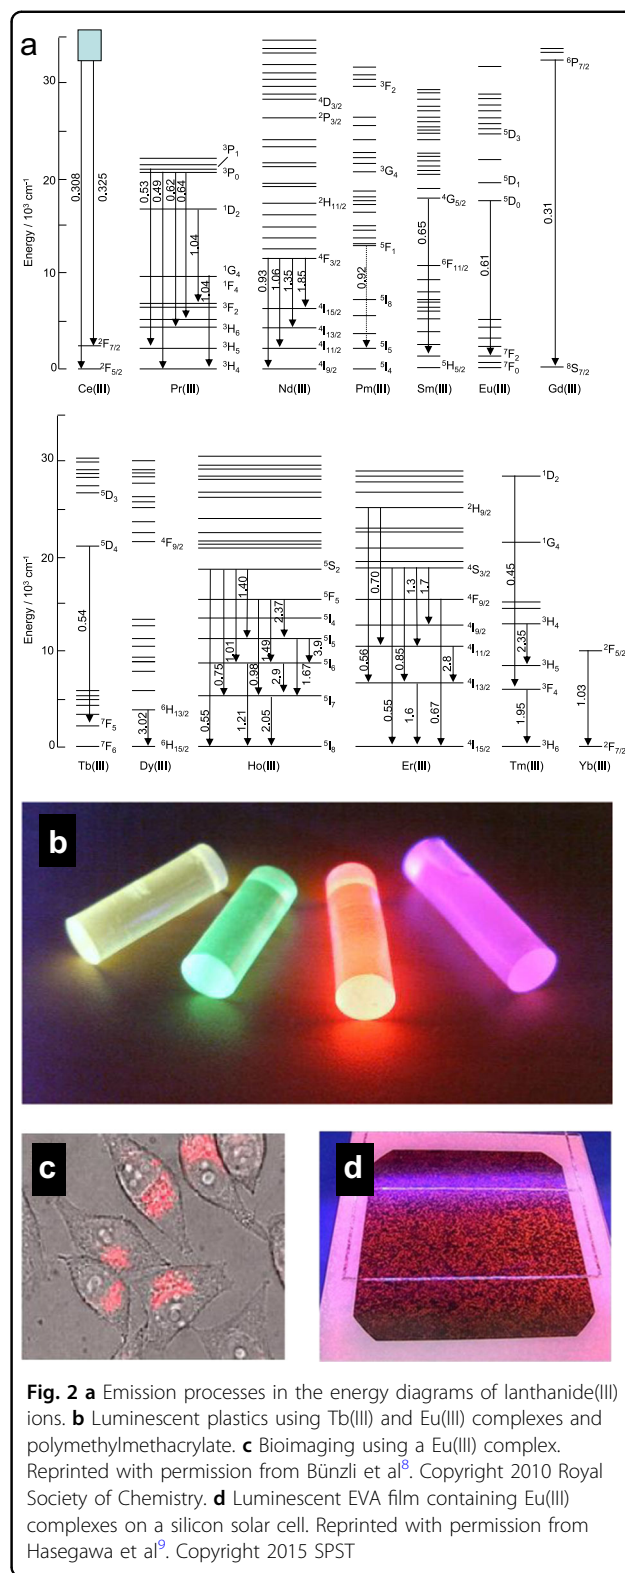 a
Energy / 10³ cm⁻¹
30
20
10
0
0.308
0.325
²F₇/₂
²F₅/₂
Ce(III)
³P₁
³P₀
0.53
0.49
0.62
0.64
¹D₂
1.04
¹G₄
1.04
¹F₄
³F₂
³H₆
³H₅
³H₄
Pr(III)
⁴D₃/₂
²P₃/₂
²H₁₁/₂
⁴F₃/₂
0.93
1.06
1.35
1.85
⁴I₁₅/₂
⁴I₁₃/₂
⁴I₁₁/₂
⁴I₉/₂
Nd(III)
³F₂
³G₄
⁵F₁
0.92
⁵I₈
⁵I₅
⁵I₄
Pm(III)
⁴G₅/₂
0.65
⁶F₁₁/₂
⁵H₅/₂
Sm(III)
⁵D₃
⁵D₁
⁵D₀
0.61
⁷F₂
⁷F₀
Eu(III)
⁶P₇/₂
0.31
⁸S₇/₂
Gd(III)
Energy / 10³ cm⁻¹
30
20
10
0
⁵D₃
⁵D₄
0.54
⁷F₅
⁷F₆
Tb(III)
⁴F₉/₂
⁶H₁₃/₂
3.02
⁶H₁₅/₂
Dy(III)
⁵S₂
1.40
⁵F₅
2.37
⁵I₄
⁵I₅
1.01
1.49
3.9
⁵I₆
0.75
0.98
2.9
1.67
⁵I₇
0.55
1.21
2.05
⁵I₈
Ho(III)
²H₉/₂
0.70
⁴S₃/₂
1.3
1.7
⁴F₉/₂
⁴I₉/₂
⁴I₁₁/₂
0.56
0.85
2.8
⁴I₁₃/₂
0.55
1.6
0.67
⁴I₁₅/₂
Er(III)
¹D₂
¹G₄
0.45
³H₄
2.35
³H₅
³F₄
1.95
³H₆
Tm(III)
²F₅/₂
1.03
²F₇/₂
Yb(III)
b
c
d
Fig. 2 a Emission processes in the energy diagrams of lanthanide(III)
ions. b Luminescent plastics using Tb(III) and Eu(III) complexes and
polymethylmethacrylate. c Bioimaging using a Eu(III) complex.
Reprinted with permission from Bünzli et al⁸. Copyright 2010 Royal
Society of Chemistry. d Luminescent EVA film containing Eu(III)
complexes on a silicon solar cell. Reprinted with permission from
Hasegawa et al⁹. Copyright 2015 SPST